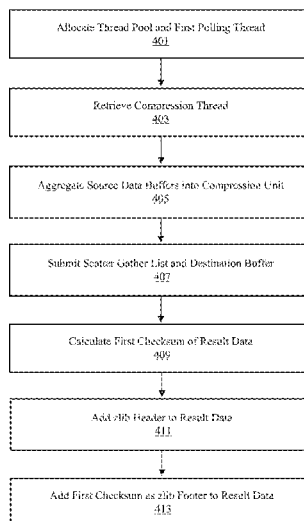 Allocate Thread Pool and First Polling Thread
401
Retrieve Compression Thread
403
Aggregate Source Data Buffers into Compression Unit
405
Submit Scatter Gather List and Destination Buffer
407
Calculate First Checksum of Result Data
409
Add zlib Header to Result Data
411
Add First Checksum as zlib Footer to Result Data
413